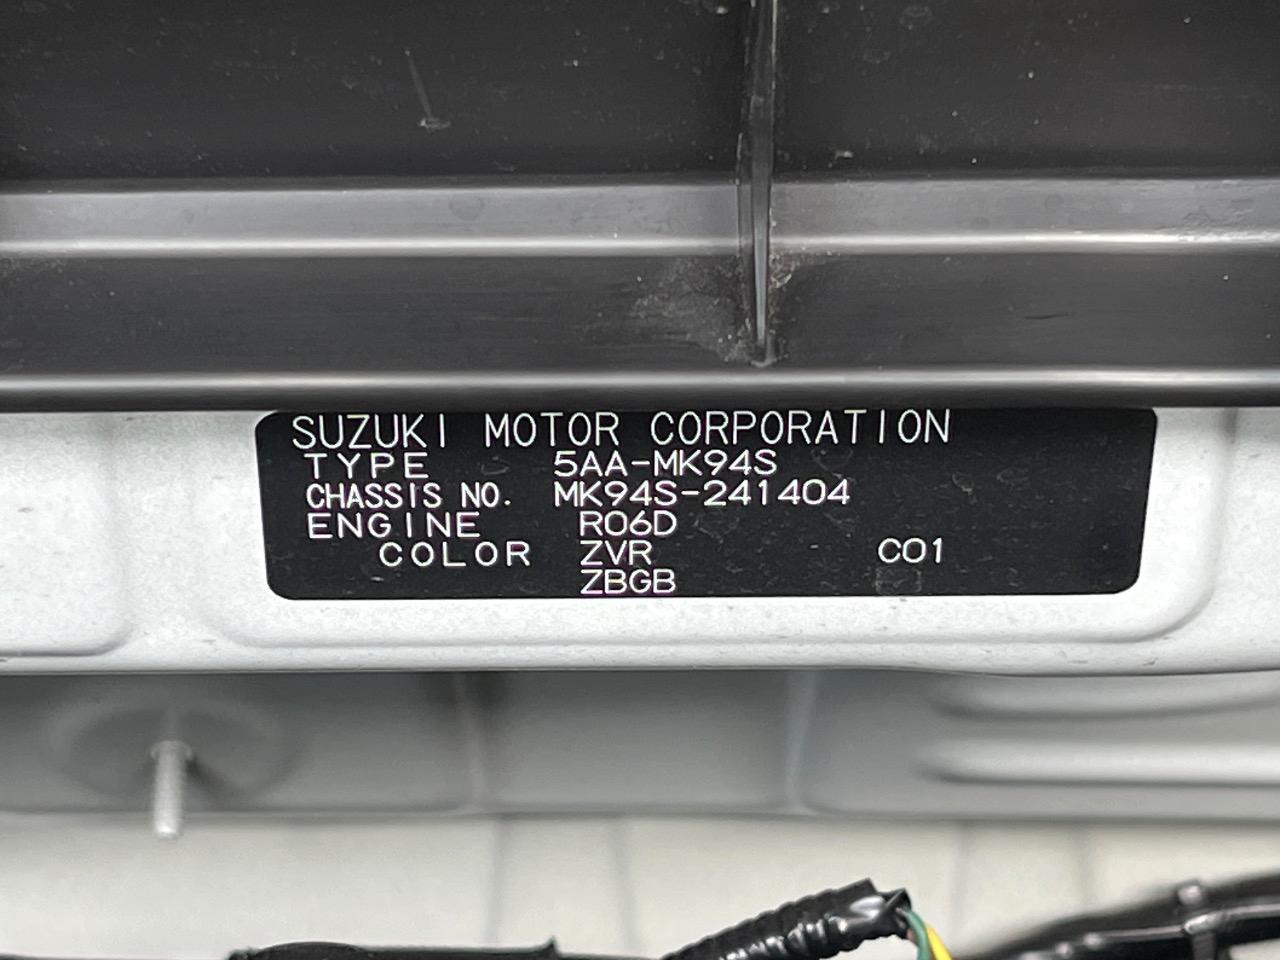 SUZUKI MOTOR CORPORATION
TYPE 5AA-MK94S
CHASSIS NO. MK94S-241404
ENGINE R06D
COLOR ZVR C01
ZBGB